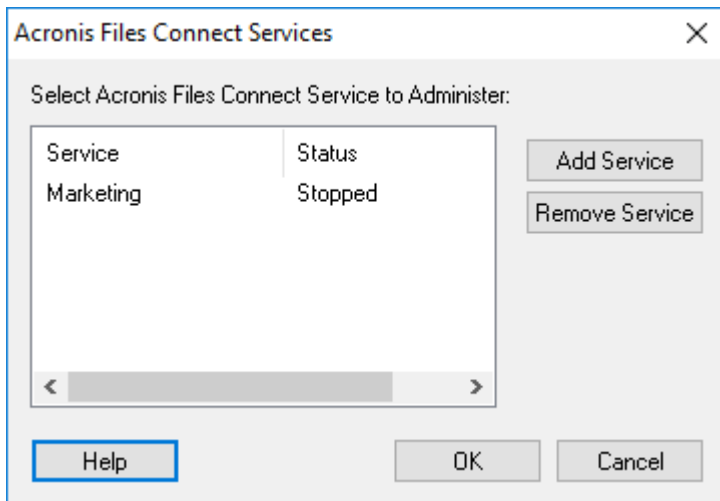 Acronis Files Connect Services
Select Acronis Files Connect Service to Administer:
Service Status
Marketing Stopped
Add Service
Remove Service
Help OK Cancel